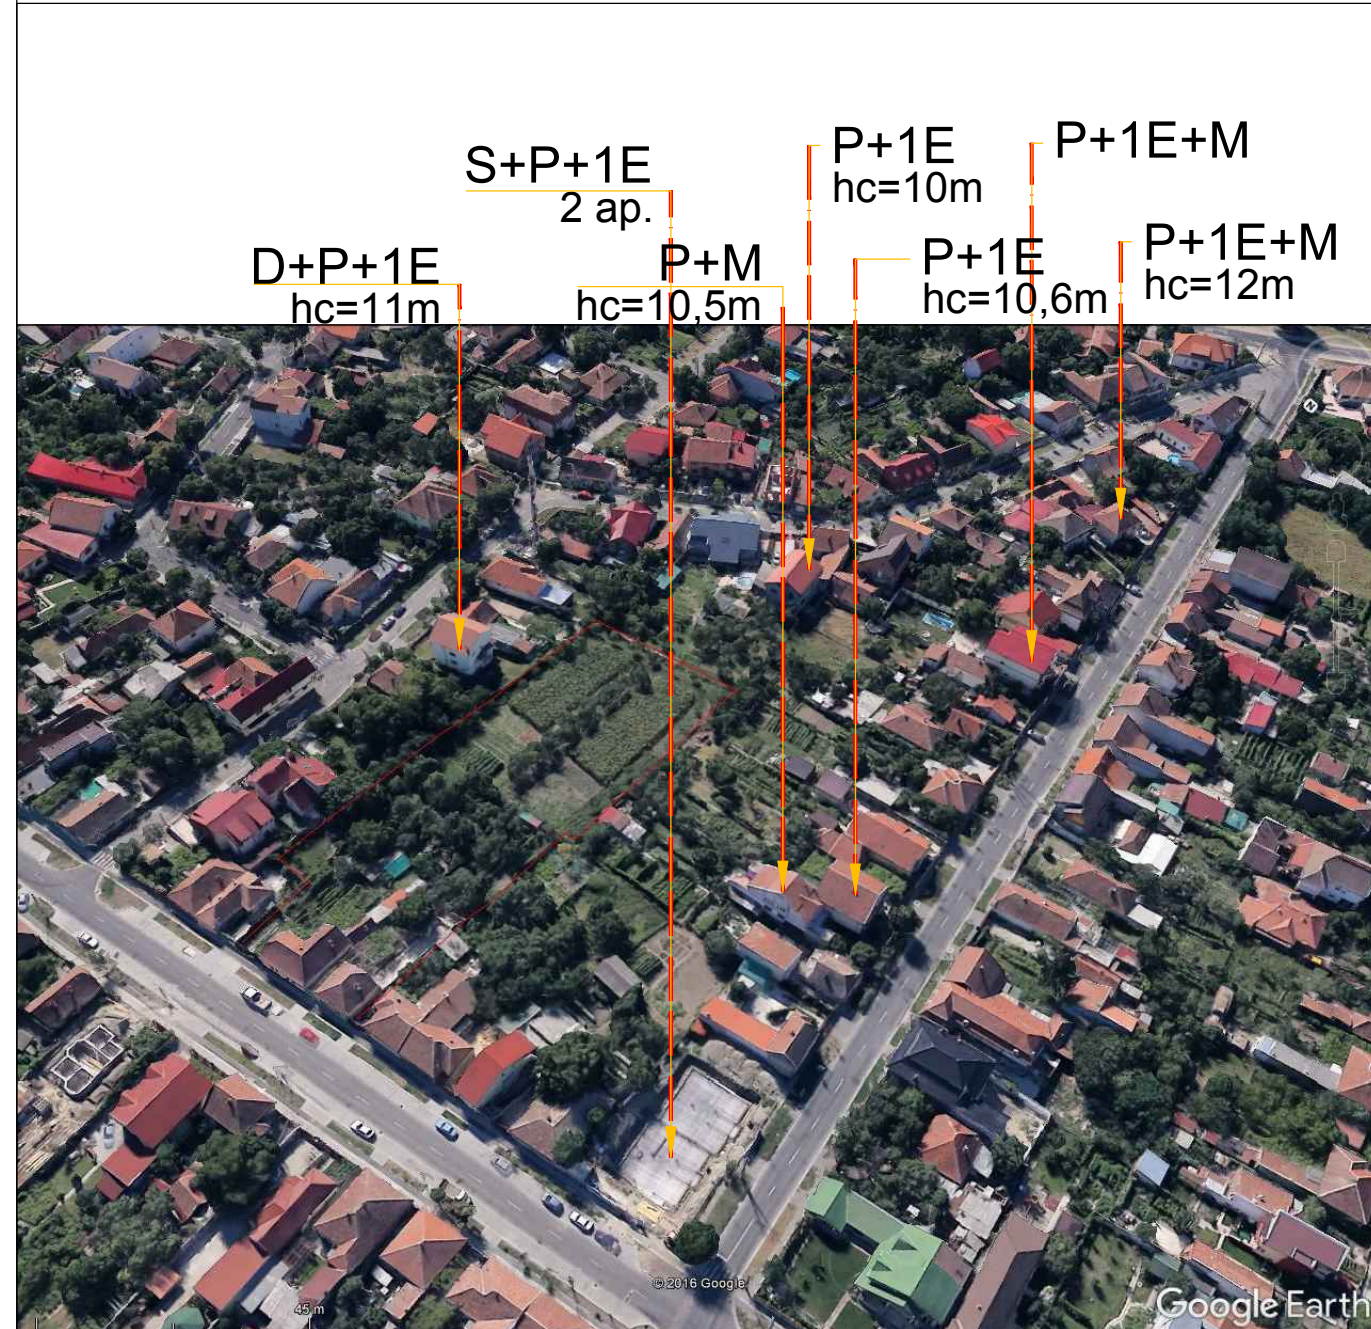 P+1E
hc=10m
P+1E+M
S+P+1E
2 ap.
P+1E+M
hc=12m
P+1E
hc=10,6m
P+M
hc=10,5m
D+P+1E
hc=11m
© 2016 Google
45 m
Google Earth